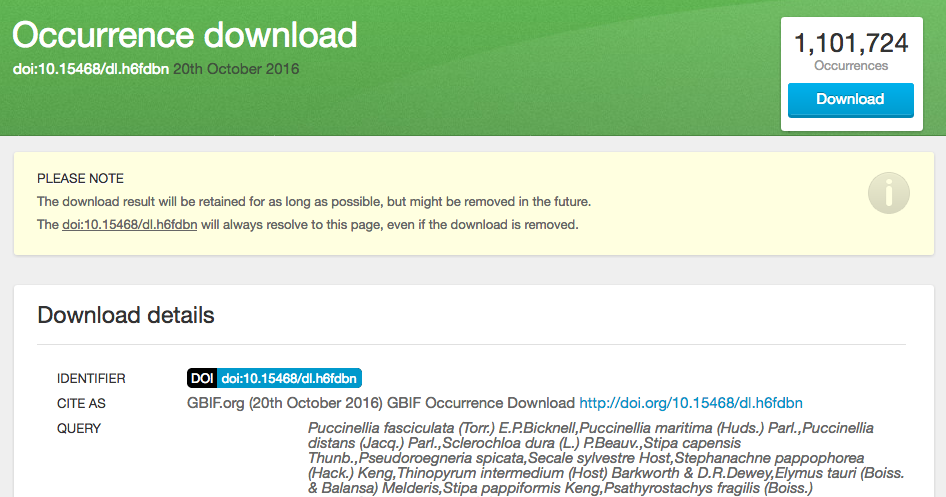 Occurrence download
doi:10.15468/dl.h6fdbn 20th October 2016
1,101,724
Occurrences
Download
PLEASE NOTE
The download result will be retained for as long as possible, but might be removed in the future.
The doi:10.15468/dl.h6fdbn will always resolve to this page, even if the download is removed.
i
Download details
IDENTIFIER
DOI doi:10.15468/dl.h6fdbn
CITE AS
GBIF.org (20th October 2016) GBIF Occurrence Download http://doi.org/10.15468/dl.h6fdbn
QUERY
Puccinellia fasciculata (Torr.) E.P.Bicknell,Puccinellia maritima (Huds.) Parl.,Puccinellia
distans (Jacq.) Parl.,Sclerochloa dura (L.) P.Beauv.,Stipa capensis
Thunb.,Pseudoroegneria spicata,Secale sylvestre Host,Stephanachne pappophorea
(Hack.) Keng,Thinopyrum intermedium (Host) Barkworth & D.R.Dewey,Elymus tauri (Boiss.
& Balansa) Melderis,Stipa pappiformis Keng,Psathyrostachys fragilis (Boiss.)